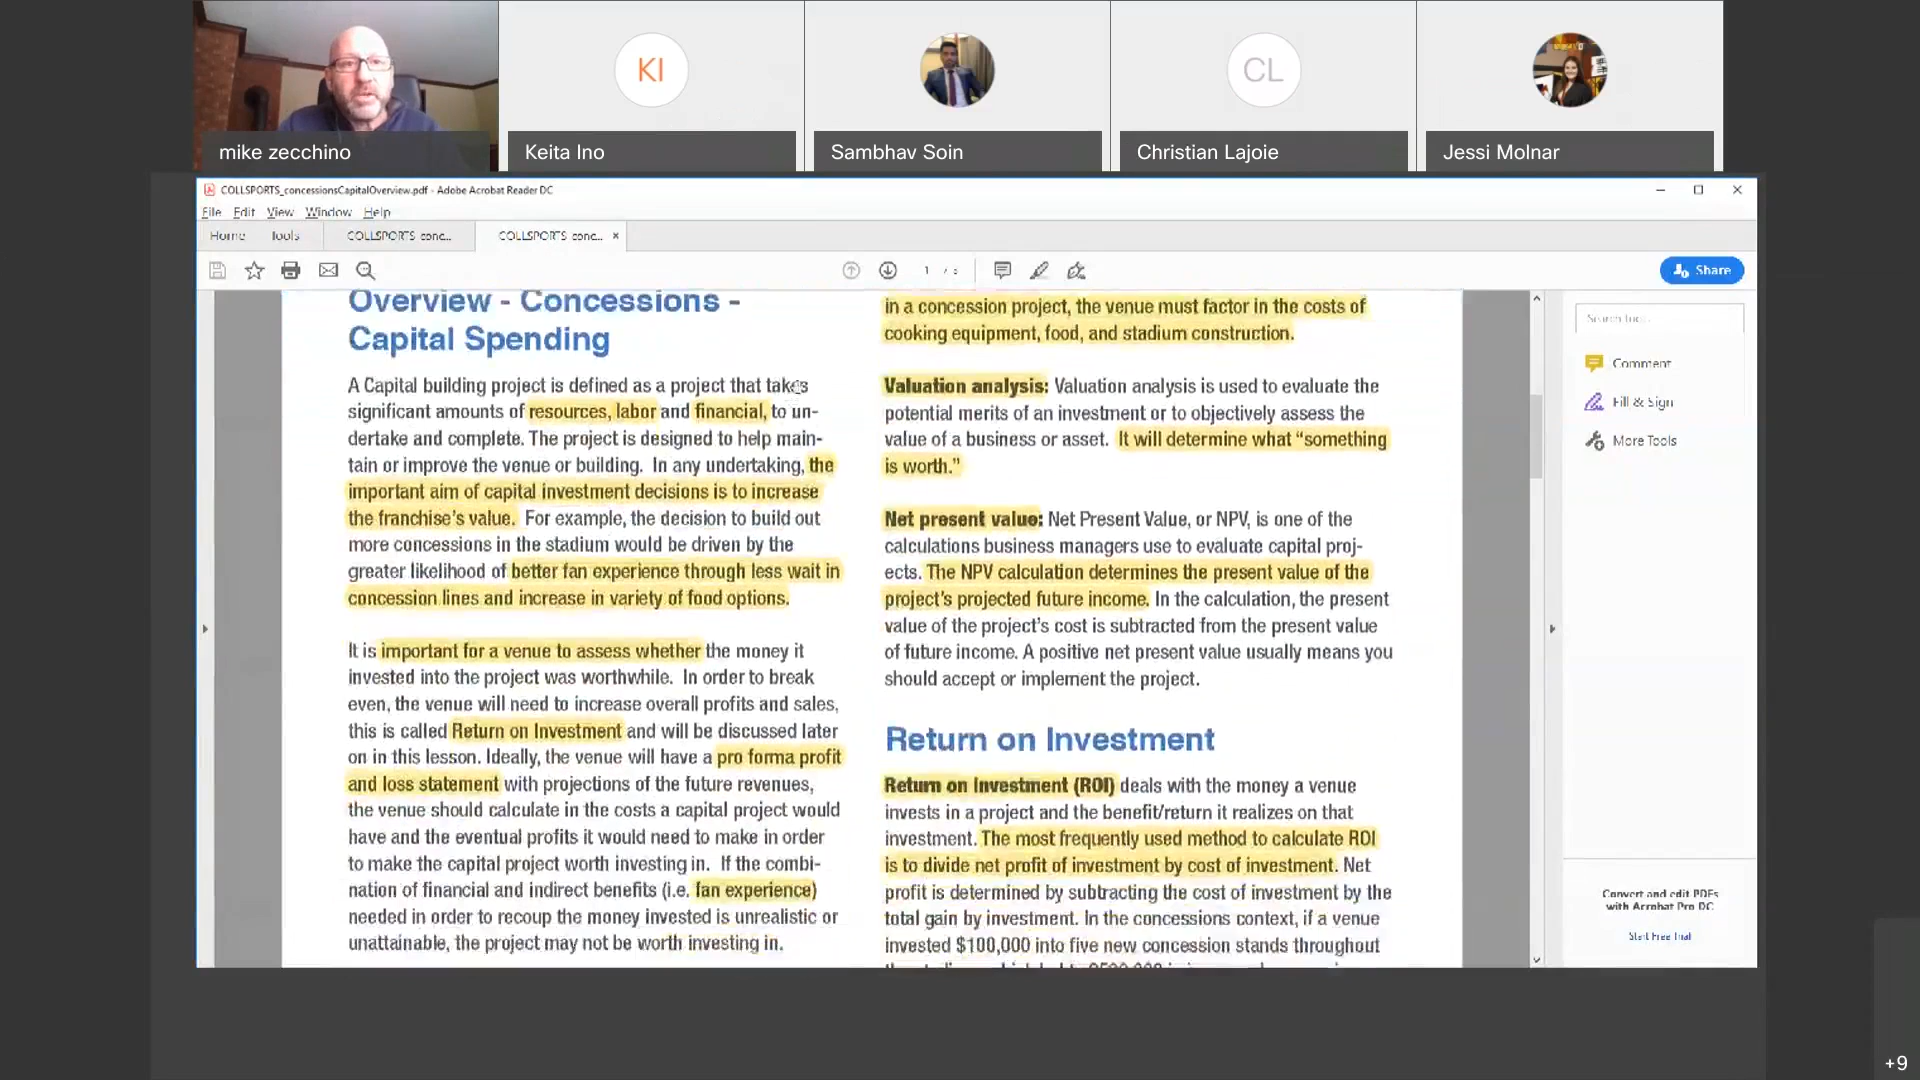 mike zecchino
KI
Keita Ino
Sambhav Soin
CL
Christian Lajoie
Jessi Molnar
COLLSPORTS_concessionsCapitalOverview.pdf - Adobe Acrobat Reader DC
File Edit View Window Help
Home Tools COLLSPORTS conc... COLLSPORTS conc... ×
1 /
Share
Overview - Concessions -
Capital Spending
A Capital building project is defined as a project that takes
significant amounts of resources, labor and financial, to un-
dertake and complete. The project is designed to help main-
tain or improve the venue or building. In any undertaking, the
important aim of capital investment decisions is to increase
the franchise's value. For example, the decision to build out
more concessions in the stadium would be driven by the
greater likelihood of better fan experience through less wait in
concession lines and increase in variety of food options.
It is important for a venue to assess whether the money it
invested into the project was worthwhile. In order to break
even, the venue will need to increase overall profits and sales,
this is called Return on Investment and will be discussed later
on in this lesson. Ideally, the venue will have a pro forma profit
and loss statement with projections of the future revenues,
the venue should calculate in the costs a capital project would
have and the eventual profits it would need to make in order
to make the capital project worth investing in. If the combi-
nation of financial and indirect benefits (i.e. fan experience)
needed in order to recoup the money invested is unrealistic or
unattainable, the project may not be worth investing in.
in a concession project, the venue must factor in the costs of
cooking equipment, food, and stadium construction.
Valuation analysis: Valuation analysis is used to evaluate the
potential merits of an investment or to objectively assess the
value of a business or asset. It will determine what “something
is worth.”
Net present value: Net Present Value, or NPV, is one of the
calculations business managers use to evaluate capital proj-
ects. The NPV calculation determines the present value of the
project's projected future income. In the calculation, the present
value of the project's cost is subtracted from the present value
of future income. A positive net present value usually means you
should accept or implement the project.
Return on Investment
Return on Investment (ROI) deals with the money a venue
invests in a project and the benefit/return it realizes on that
investment. The most frequently used method to calculate ROI
is to divide net profit of investment by cost of investment. Net
profit is determined by subtracting the cost of investment by the
total gain by investment. In the concessions context, if a venue
invested $100,000 into five new concession stands throughout
Search tools
Comment
Fill & Sign
More Tools
Convert and edit PDFs
with Acrobat Pro DC
Start Free Trial
+9